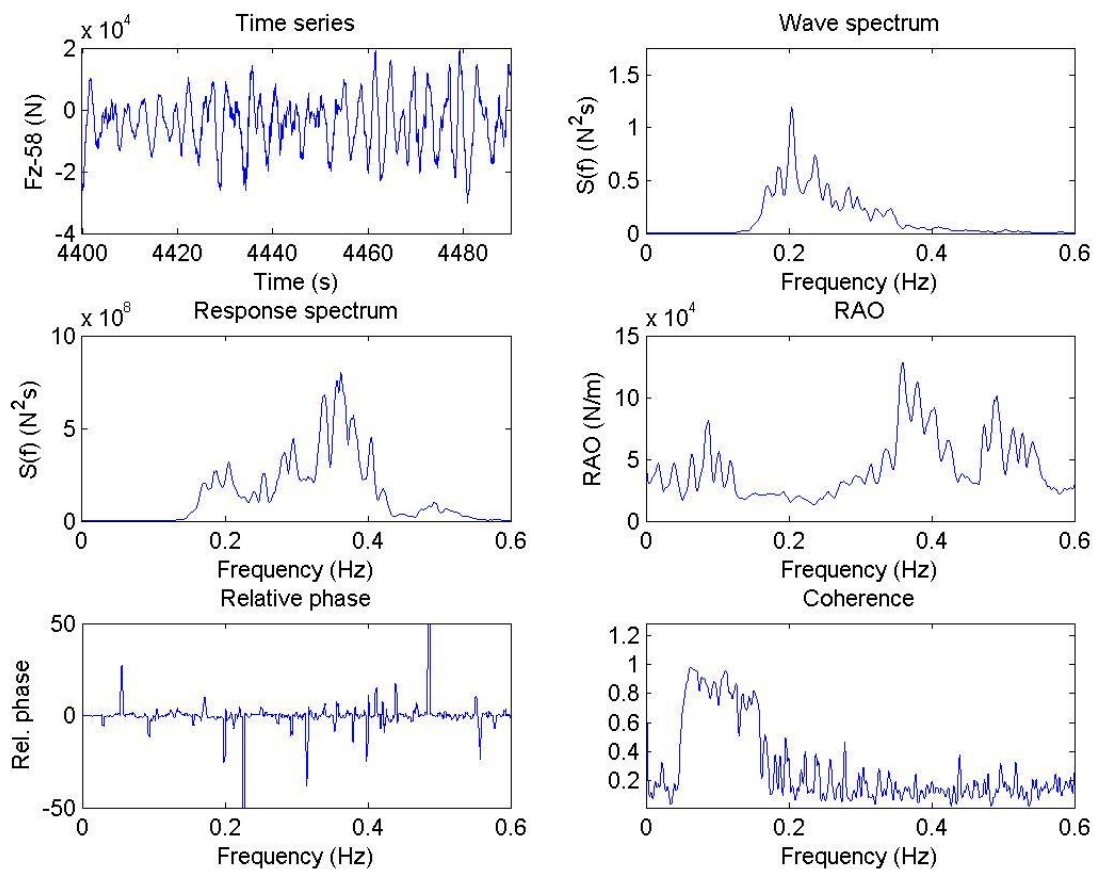 Time series
x 10^4
2
0
-2
-4
Fz-58 (N)
4400 4420 4440 4460 4480
Time (s)
Wave spectrum
1.5
1
0.5
0
S(f) (N^2s)
0 0.2 0.4 0.6
Frequency (Hz)
Response spectrum
x 10^8
10
5
0
S(f) (N^2s)
0 0.2 0.4 0.6
Frequency (Hz)
RAO
x 10^4
15
10
5
0
RAO (N/m)
0 0.2 0.4 0.6
Frequency (Hz)
Relative phase
50
0
-50
Rel. phase
0 0.2 0.4 0.6
Frequency (Hz)
Coherence
1.2
1
0.8
0.6
0.4
0.2
0 0.2 0.4 0.6
Frequency (Hz)